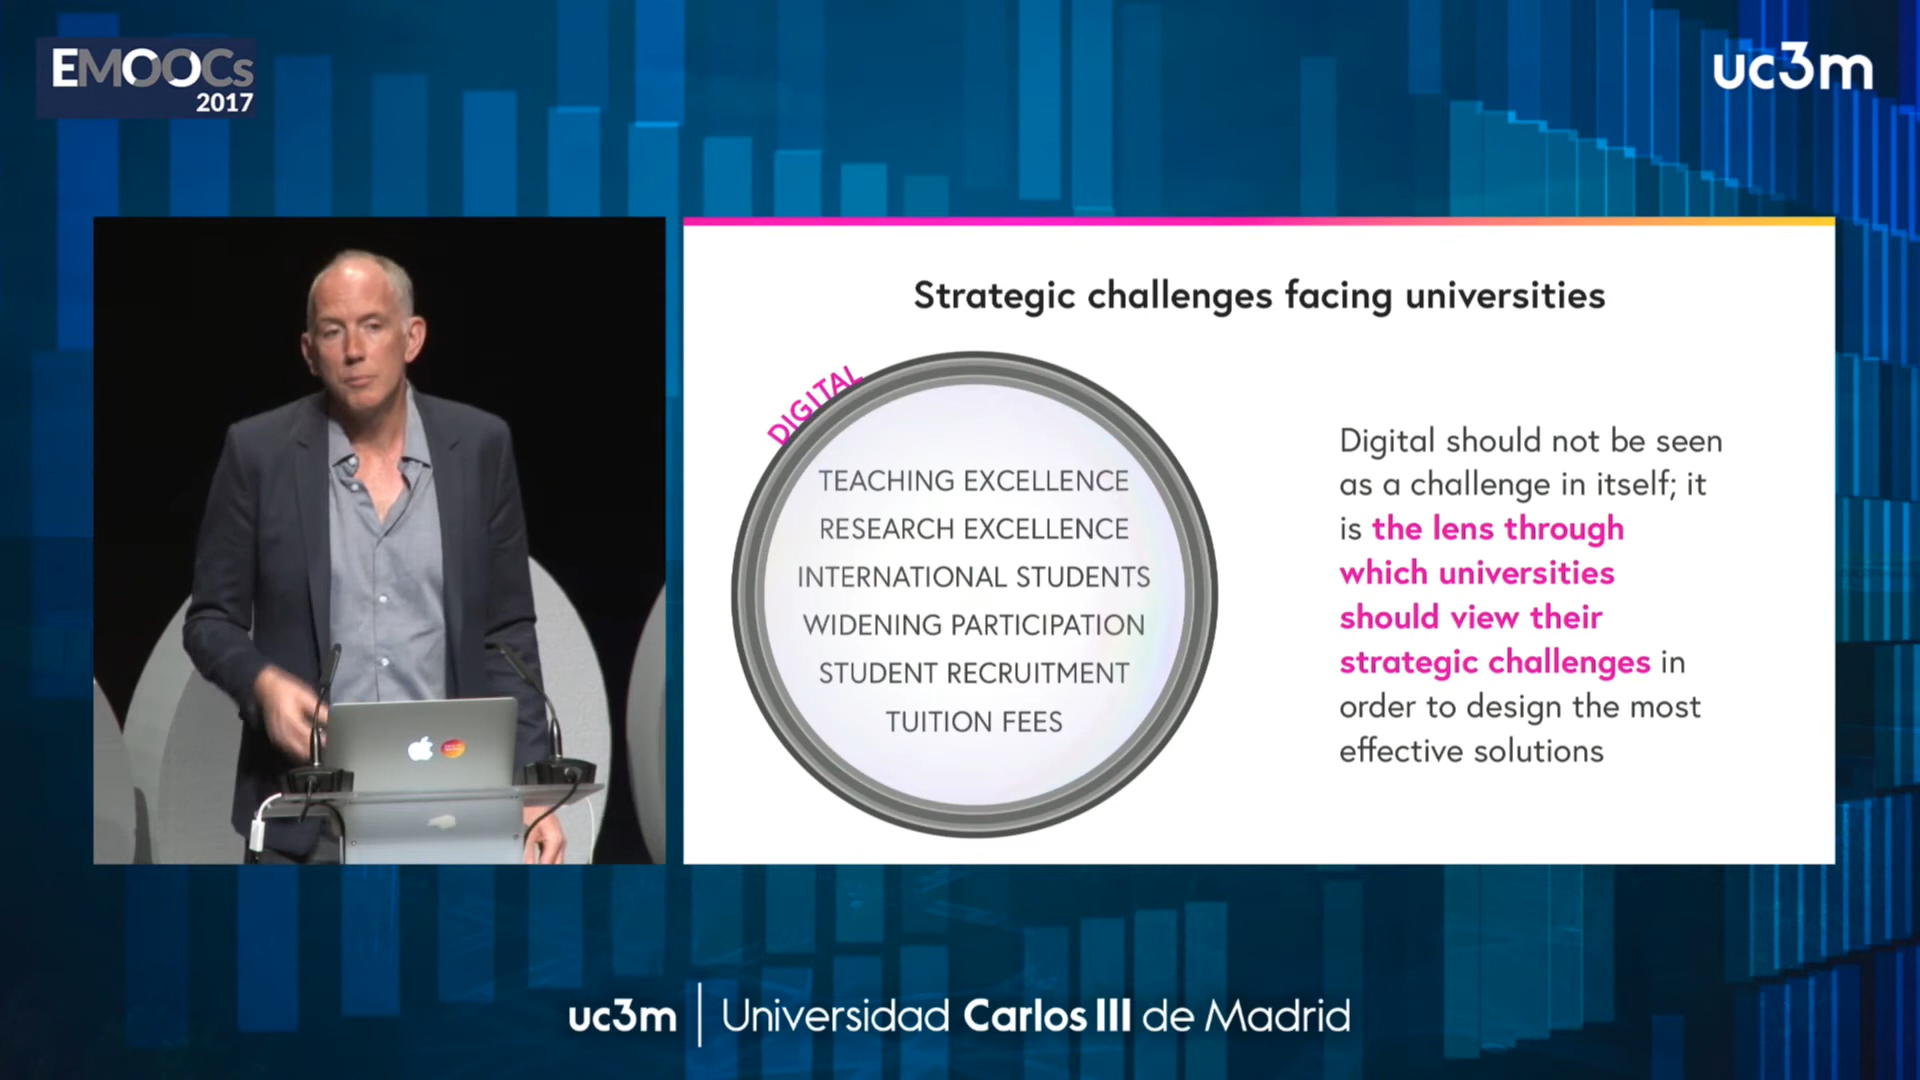 EMOOCs
2017
uc3m
Strategic challenges facing universities
DIGITAL
TEACHING EXCELLENCE
RESEARCH EXCELLENCE
INTERNATIONAL STUDENTS
WIDENING PARTICIPATION
STUDENT RECRUITMENT
TUITION FEES
Digital should not be seen
as a challenge in itself; it
is the lens through
which universities
should view their
strategic challenges in
order to design the most
effective solutions
uc3m | Universidad Carlos III de Madrid